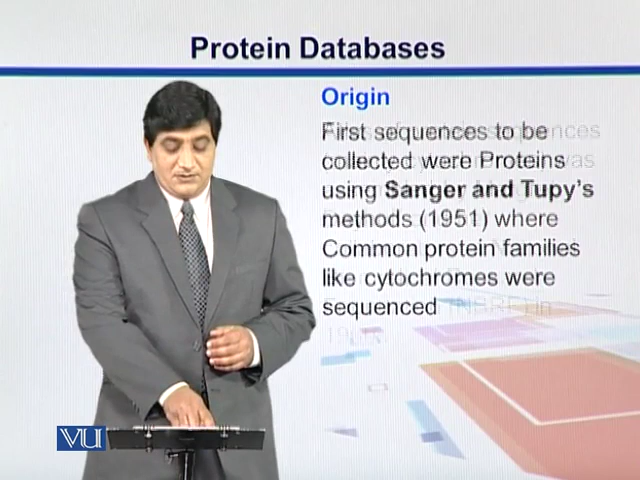 Protein Databases
Origin
First sequences to be
collected were Proteins
using Sanger and Tupy's
methods (1951) where
Common protein families
like cytochromes were
sequenced
VU